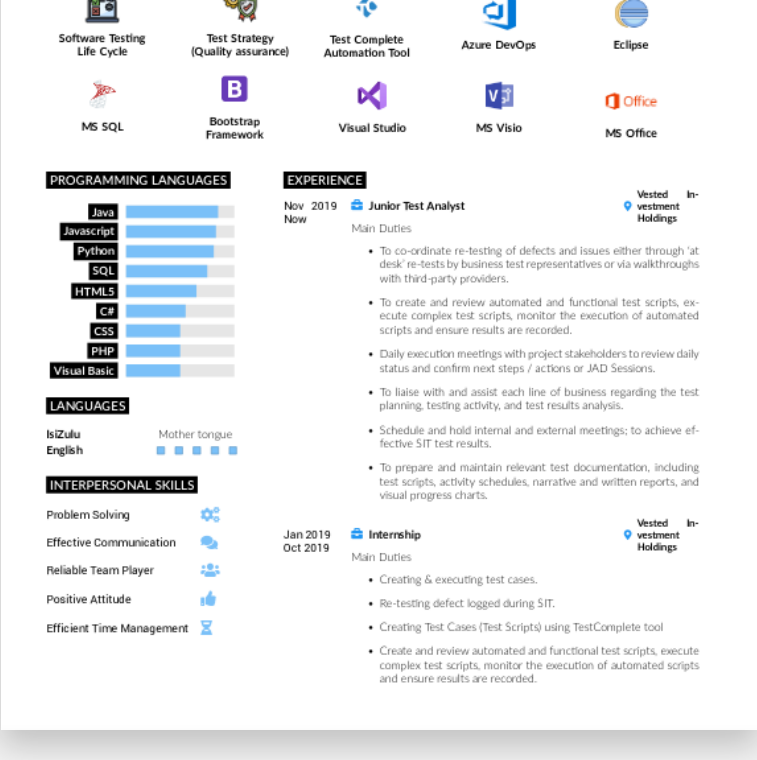 Software Testing
Life Cycle
Test Strategy
(Quality assurance)
Test Complete
Automation Tool
Azure DevOps
Eclipse
MS SQL
B
Bootstrap
Framework
Visual Studio
V
MS Visio
Office
MS Office
PROGRAMMING LANGUAGES
Java
Javascript
Python
SQL
HTML5
C#
CSS
PHP
Visual Basic
LANGUAGES
IsiZulu Mother tongue
English
INTERPERSONAL SKILLS
Problem Solving
Effective Communication
Reliable Team Player
Positive Attitude
Efficient Time Management
EXPERIENCE
Nov 2019
Now
Junior Test Analyst
Vested In-
vestment
Holdings
Main Duties
• To co-ordinate re-testing of defects and issues either through 'at
desk' re-tests by business test representatives or via walkthroughs
with third-party providers.
• To create and review automated and functional test scripts, ex-
ecute complex test scripts, monitor the execution of automated
scripts and ensure results are recorded.
• Daily execution meetings with project stakeholders to review daily
status and confirm next steps / actions or JAD Sessions.
• To liaise with and assist each line of business regarding the test
planning, testing activity, and test results analysis.
• Schedule and hold internal and external meetings; to achieve ef-
fective SIT test results.
• To prepare and maintain relevant test documentation, including
test scripts, activity schedules, narrative and written reports, and
visual progress charts.
Jan 2019
Oct 2019
Internship
Vested In-
vestment
Holdings
Main Duties
• Creating & executing test cases.
• Re-testing defect logged during SIT.
• Creating Test Cases (Test Scripts) using TestComplete tool
• Create and review automated and functional test scripts, execute
complex test scripts, monitor the execution of automated scripts
and ensure results are recorded.